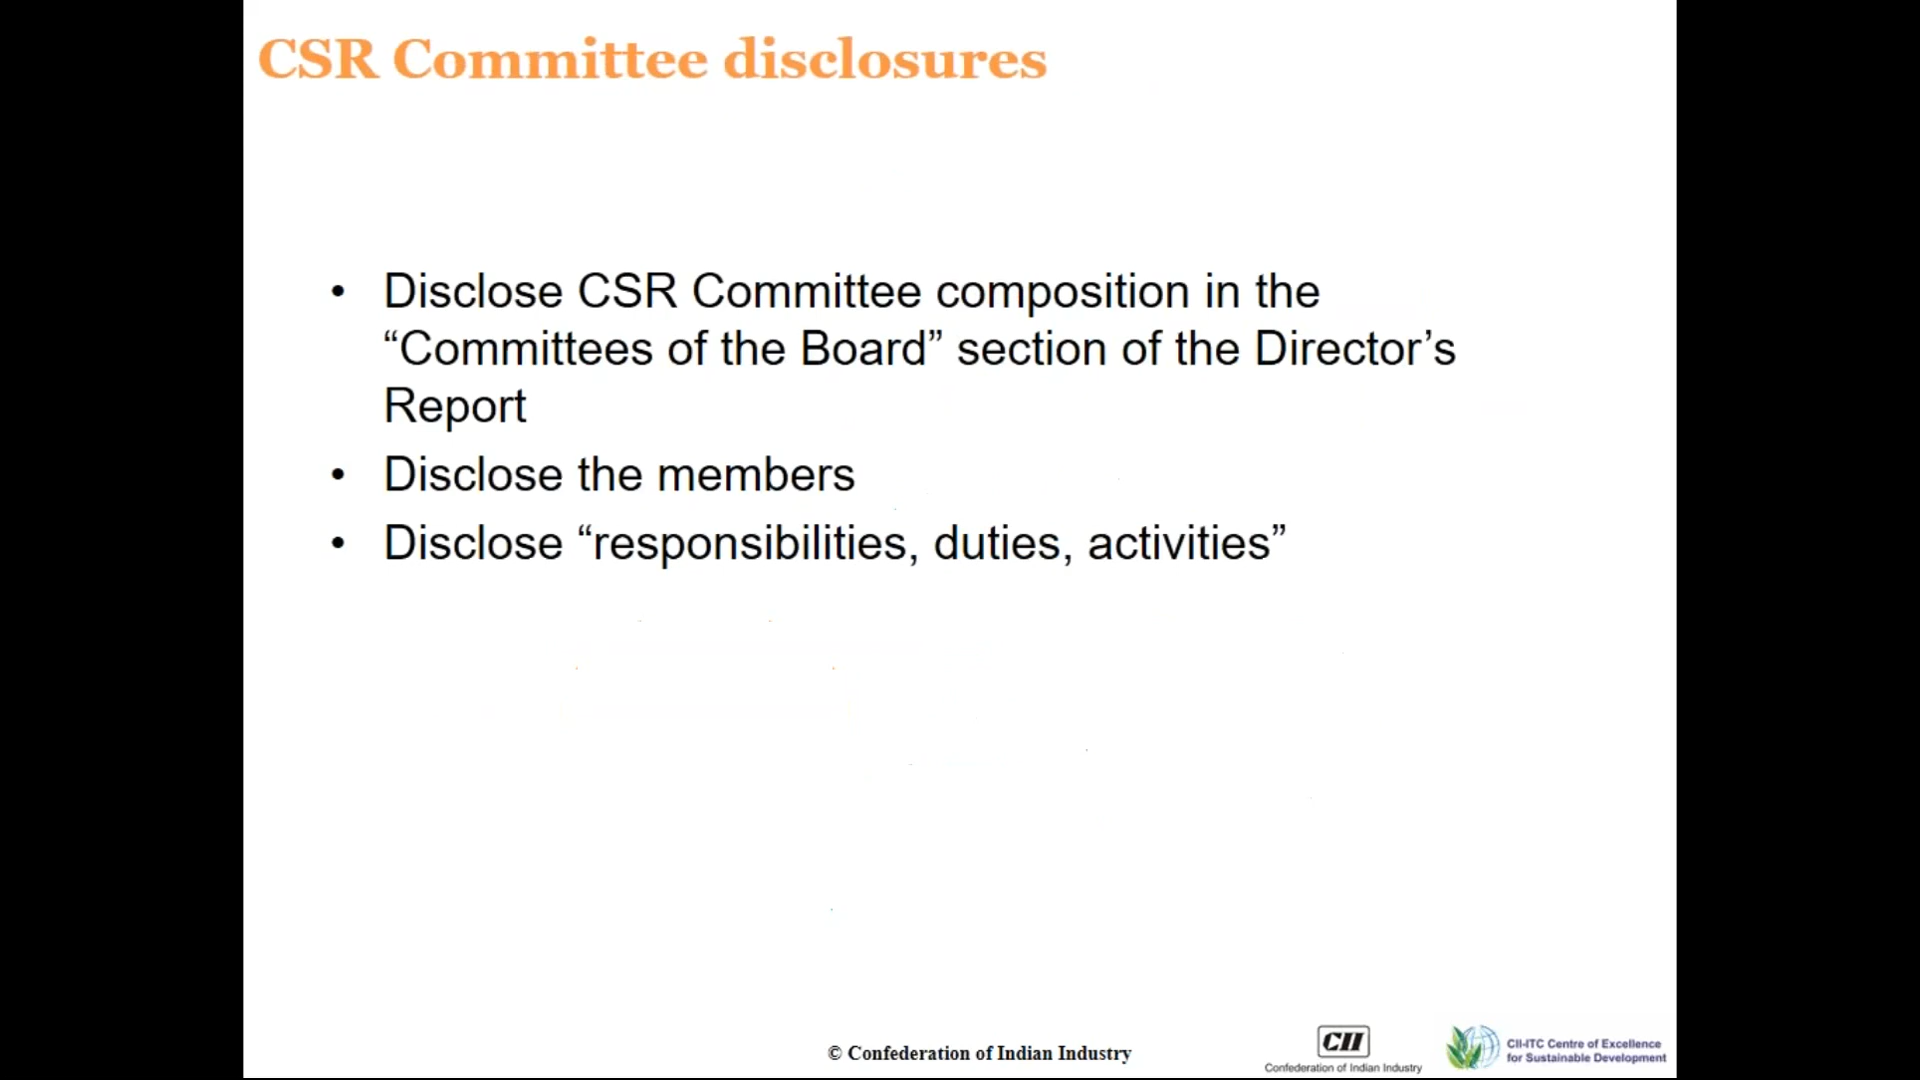 CSR Committee disclosures
• Disclose CSR Committee composition in the
“Committees of the Board” section of the Director’s
Report
• Disclose the members
• Disclose “responsibilities, duties, activities”
© Confederation of Indian Industry
CII
Confederation of Indian Industry
CII-ITC Centre of Excellence
for Sustainable Development